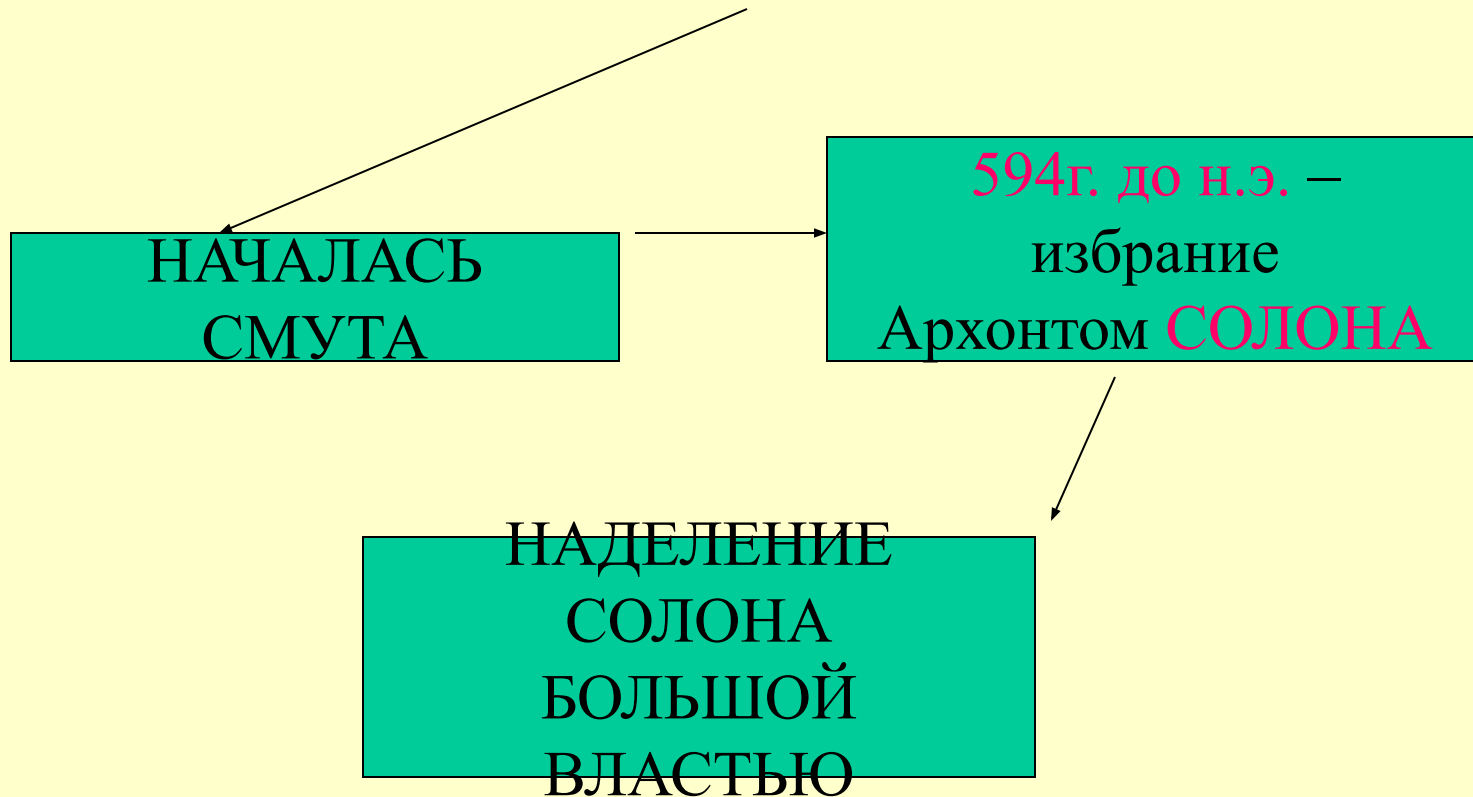 НАЧАЛАСЬ
СМУТА
594г. до н.э. –
избрание
Архонтом СОЛОНА
НАДЕЛЕНИЕ
СОЛОНА
БОЛЬШОЙ
ВЛАСТЬЮ